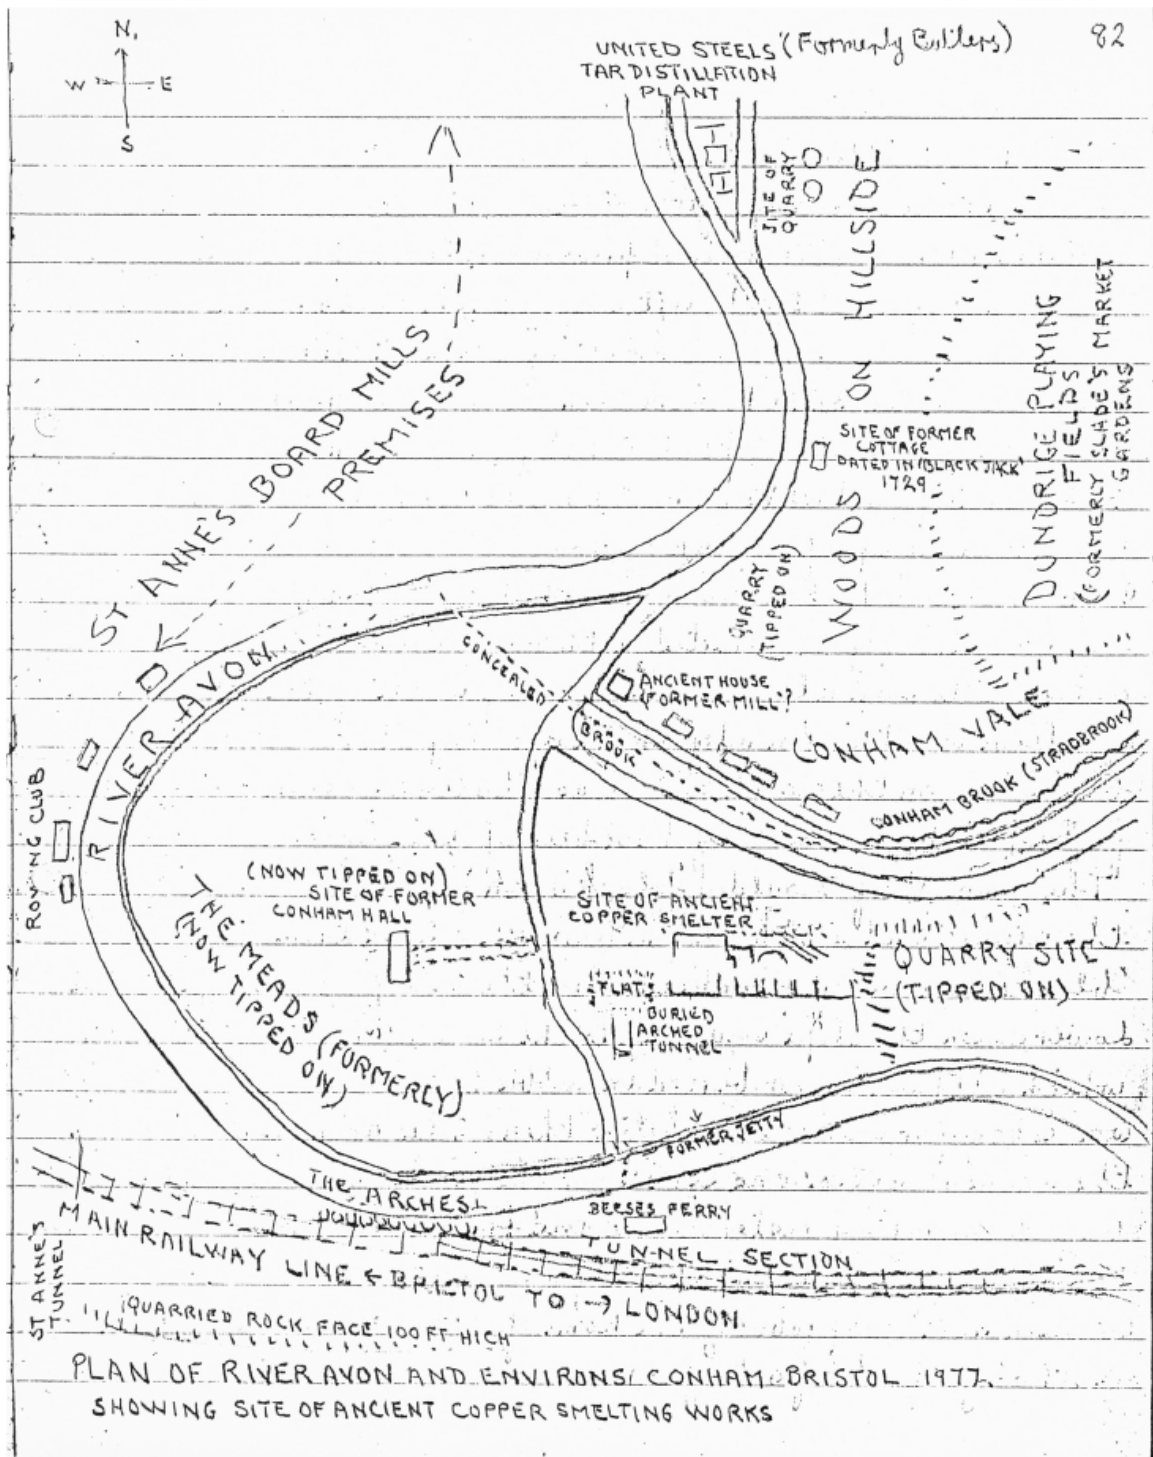 82
N.
W E
S
UNITED STEELS (Formerly Butlers)
TAR DISTILLATION
PLANT
SITE OF
QUARRY
WOODS ON HILLSIDE
DUNDRIGE PLAYING
FIELDS
(FORMERLY SLADE'S MARKET
GARDENS
ST ANNE'S BOARD MILLS
PREMISES
SITE OF FORMER
COTTAGE
DATED IN 'BLACK JACK'
1729
QUARRY
(TIPPED ON)
RIVER AVON
CONCEALED
BROOK
ANCIENT HOUSE
'FORMER MILL'?
CONHAM VALE
CONHAM BROOK (STRADBROOK)
ROWING CLUB
(NOW TIPPED ON)
SITE OF FORMER
CONHAM HALL
SITE OF ANCIENT
COPPER SMELTER
THE MEADS (FORMERLY)
(NOW TIPPED ON)
FLAT
BURIED
ARCHED
TUNNEL
QUARRY SITE
(TIPPED ON)
FORMER JETTY
THE ARCHES
BEESES FERRY
ST ANNE'S
TUNNEL
MAIN RAILWAY LINE ← BRISTOL TO → LONDON
TUNNEL SECTION
QUARRIED ROCK FACE 100 FT HIGH
PLAN OF RIVER AVON AND ENVIRONS CONHAM BRISTOL 1977.
SHOWING SITE OF ANCIENT COPPER SMELTING WORKS